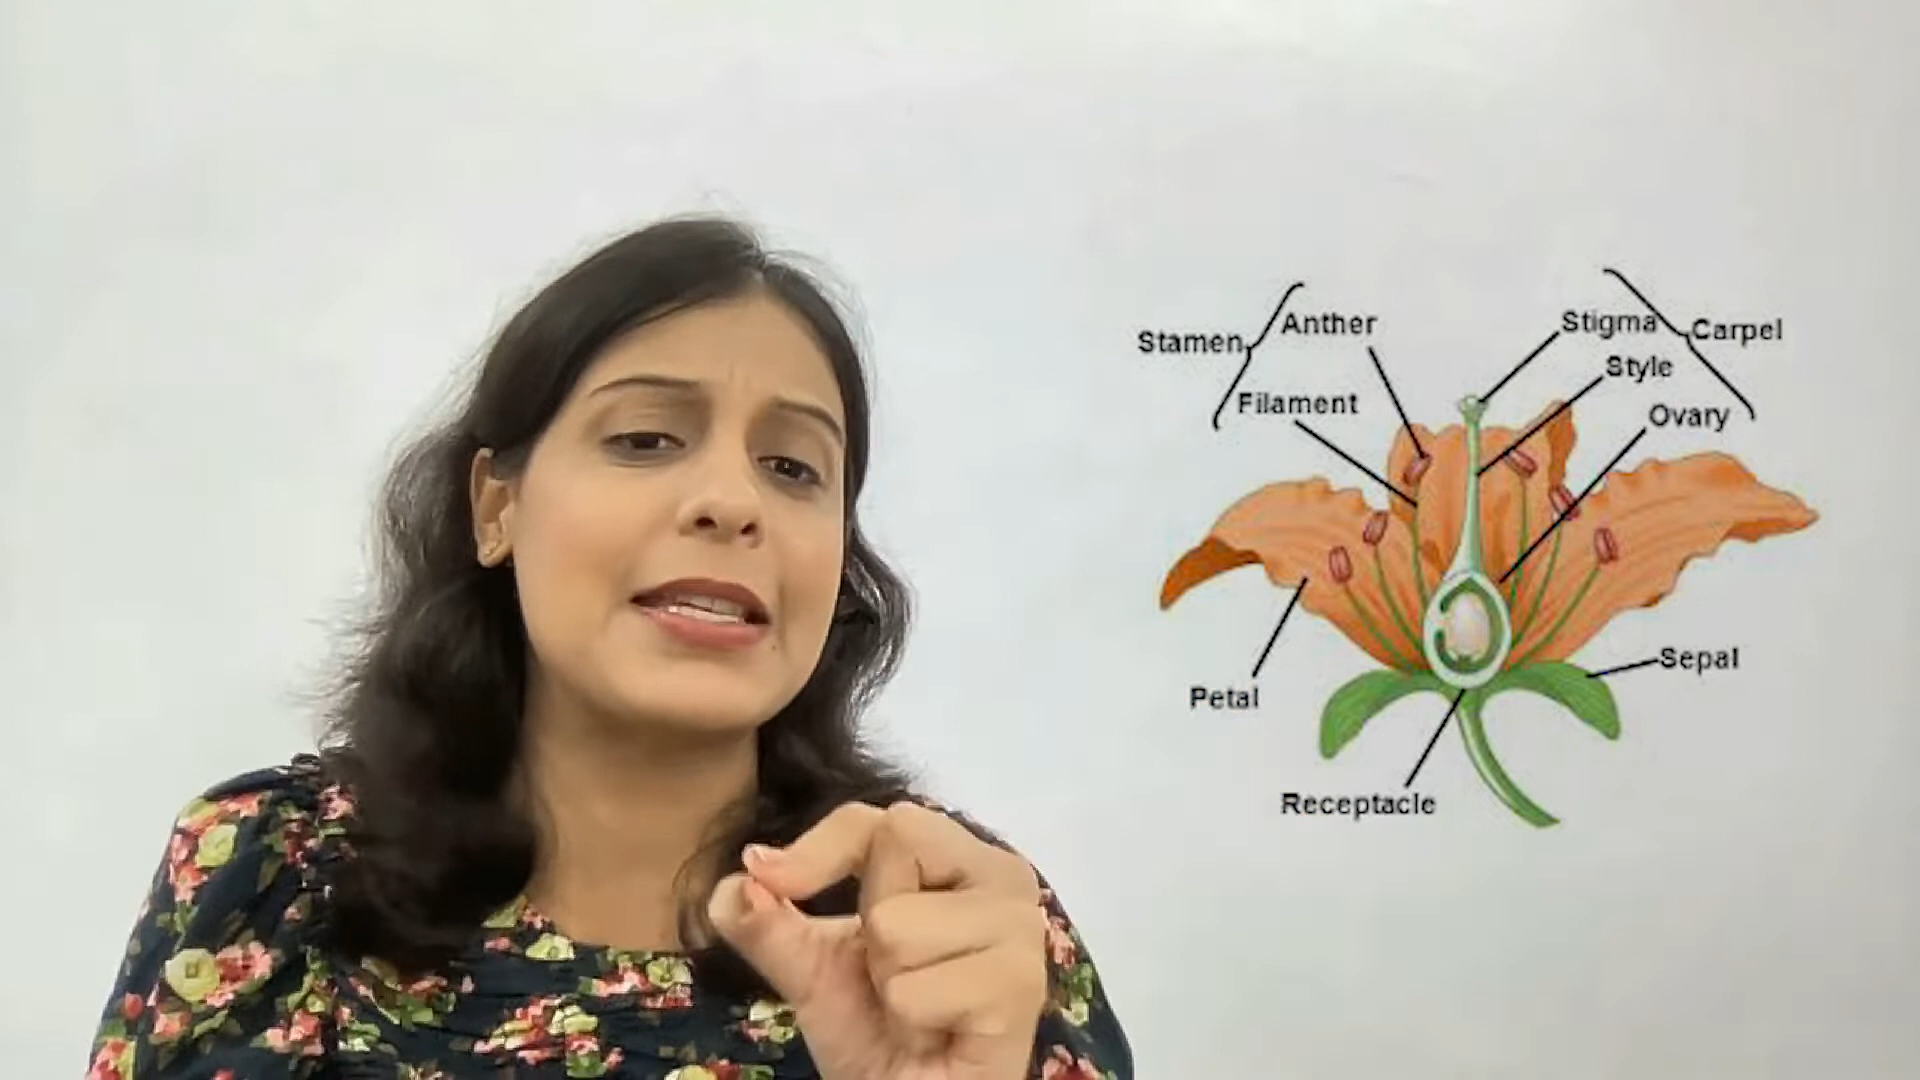 Stamen
Anther
Filament
Stigma
Carpel
Style
Ovary
Petal
Sepal
Receptacle